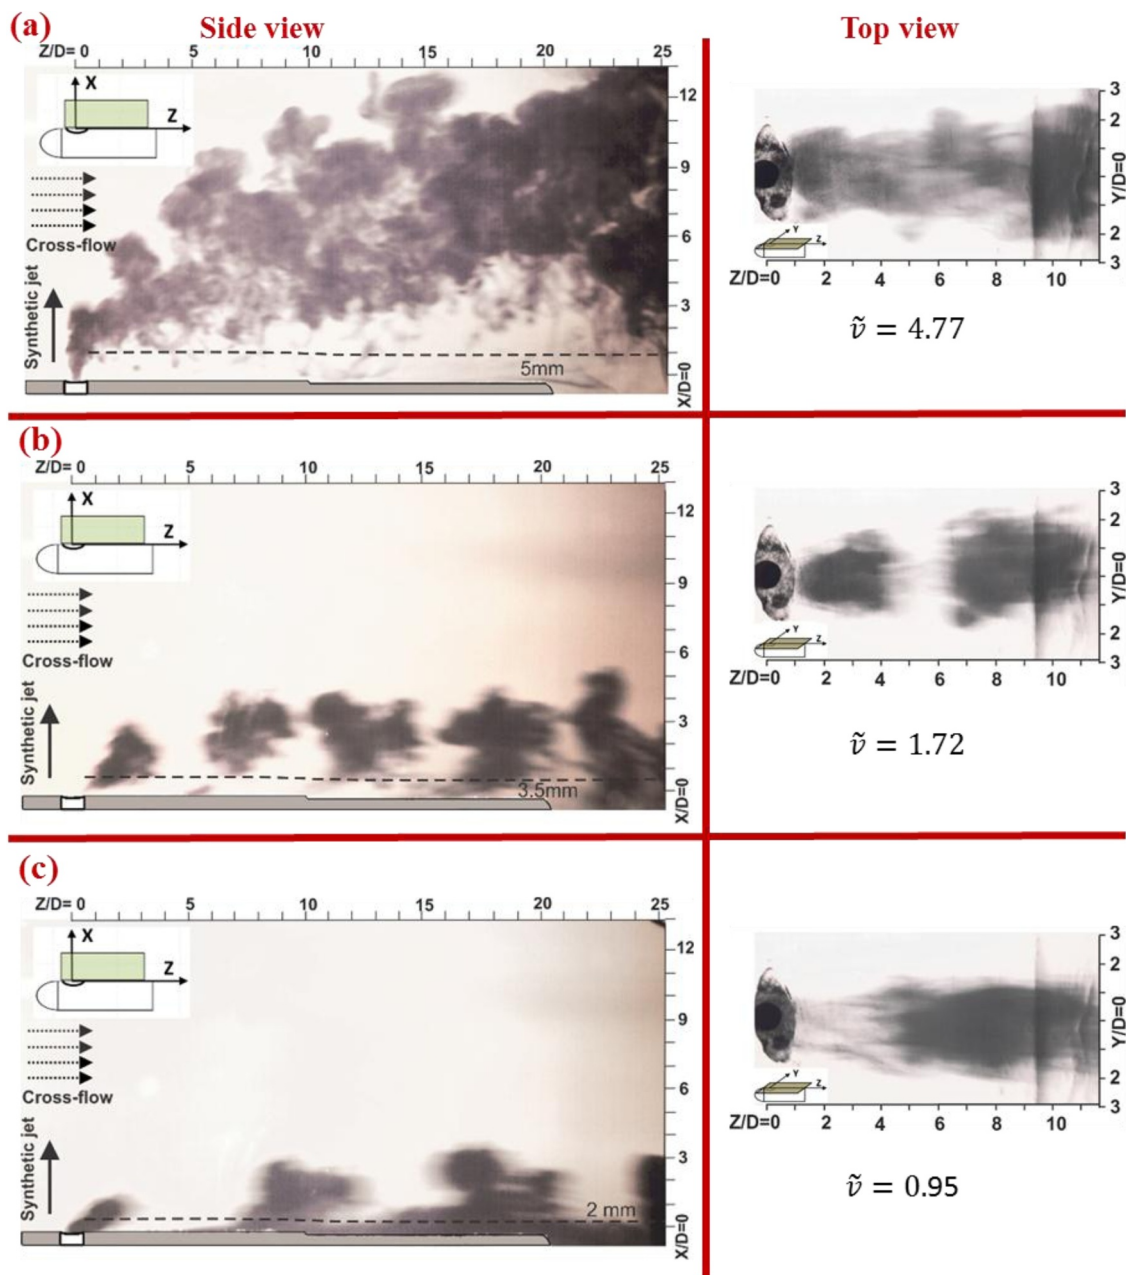 (a)
Side view
Top view
Z/D= 0 5 10 15 20 25
X
Z
Cross-flow
Synthetic jet
12
9
6
3
X/D=0
5mm
3
2
Y/D=0
2
3
Y
Z
Z/D=0 2 4 6 8 10
ṽ = 4.77
(b)
Z/D= 0 5 10 15 20 25
X
Z
Cross-flow
Synthetic jet
12
9
6
3
X/D=0
3.5mm
3
2
Y/D=0
2
3
Y
Z
Z/D=0 2 4 6 8 10
ṽ = 1.72
(c)
Z/D= 0 5 10 15 20 25
X
Z
Cross-flow
Synthetic jet
12
9
6
3
X/D=0
2 mm
3
2
Y/D=0
2
3
Y
Z
Z/D=0 2 4 6 8 10
ṽ = 0.95